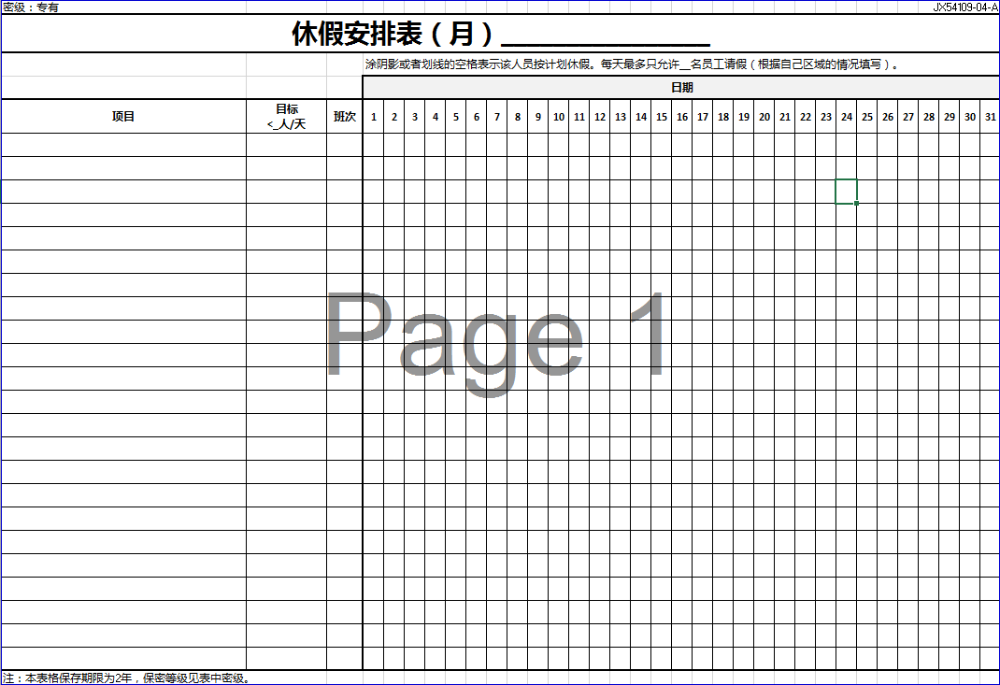 密级：专有
JX54109-04-A
休假安排表（月）______________
涂阴影或者划线的空格表示该人员按计划休假。每天最多只允许__名员工请假（根据自己区域的情况填写）。
日期
项目
目标
<_人/天
班次
1 2 3 4 5 6 7 8 9 10 11 12 13 14 15 16 17 18 19 20 21 22 23 24 25 26 27 28 29 30 31
Page 1
注：本表格保存期限为2年，保密等级见表中密级。